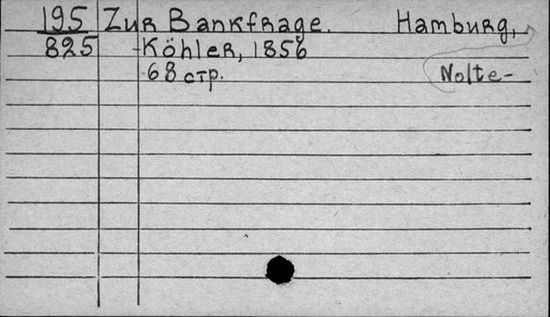 195 Zur Bankfrage. Hamburg,
825 Nolte-Köhler, 1856
68 стр.